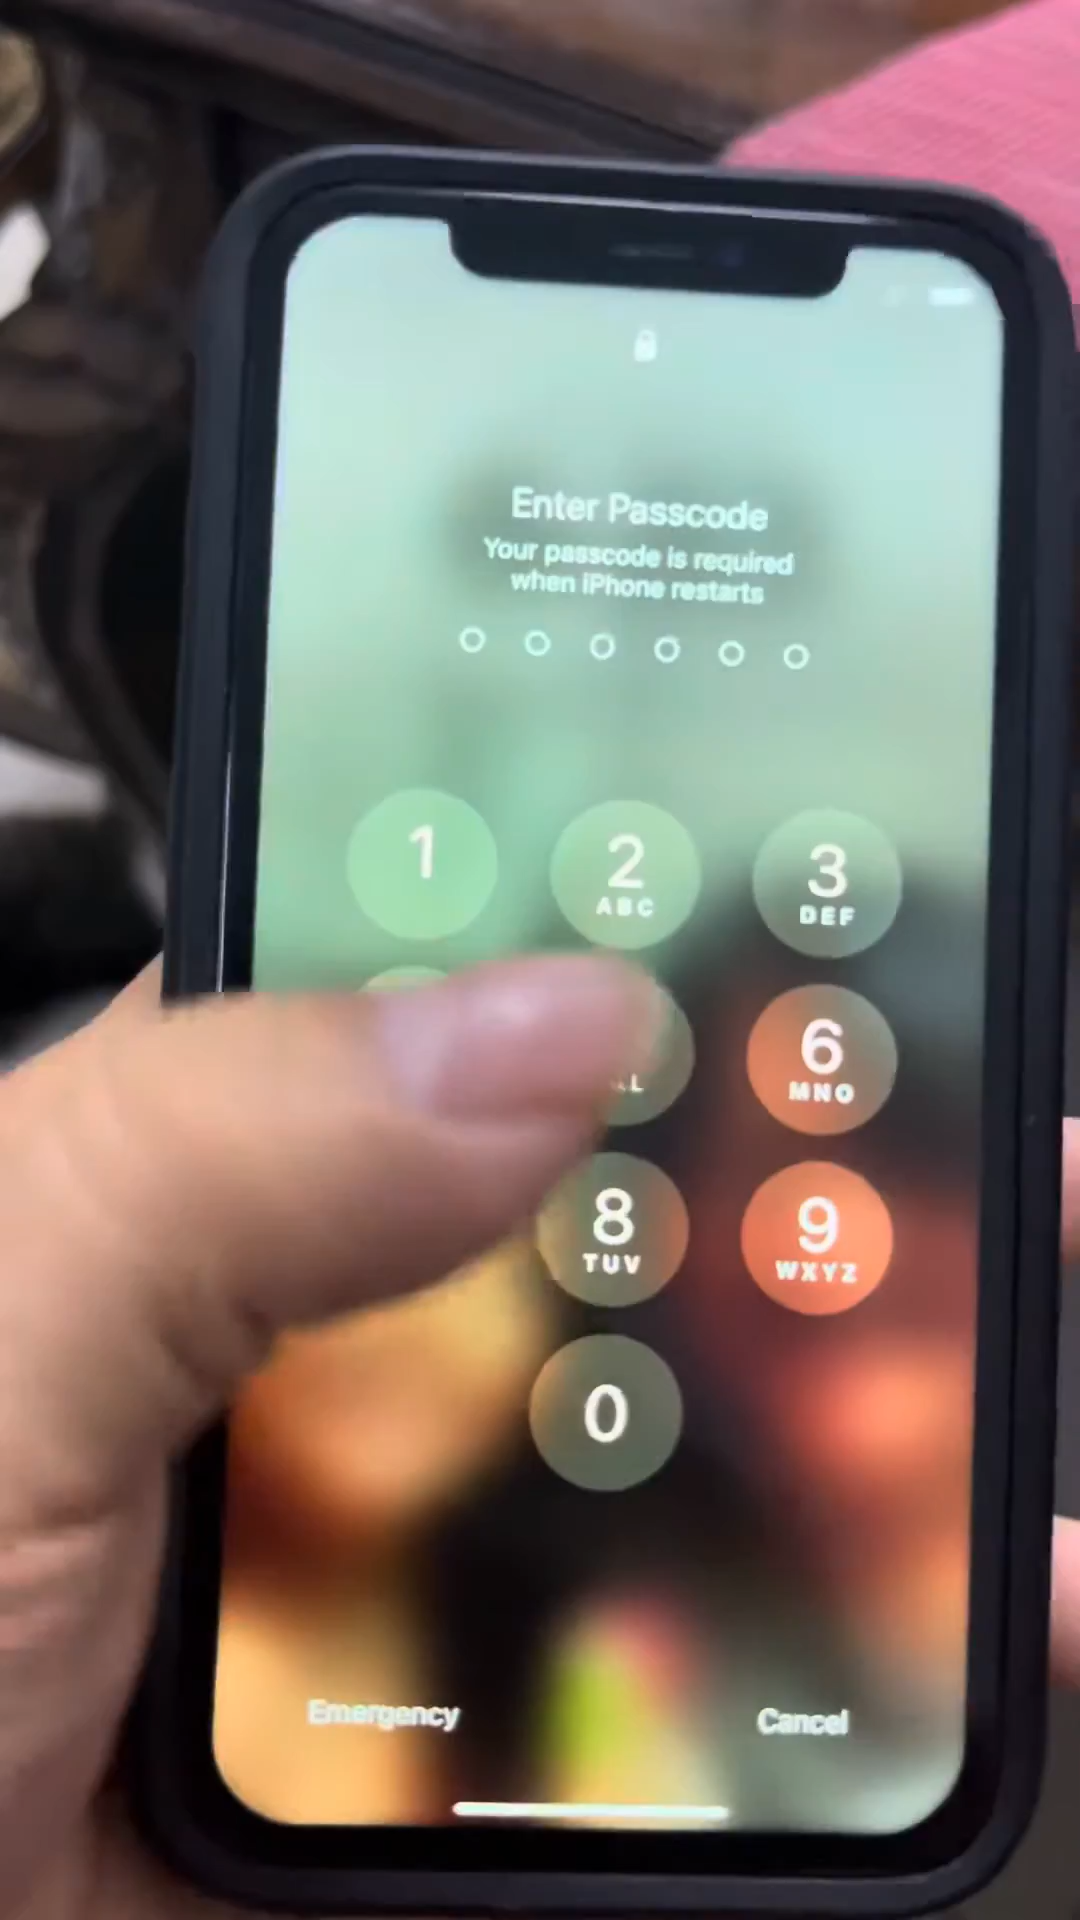 Enter Passcode
Your passcode is required
when iPhone restarts
1
2
ABC
3
DEF
6
MNO
8
TUV
9
WXYZ
0
Emergency
Cancel